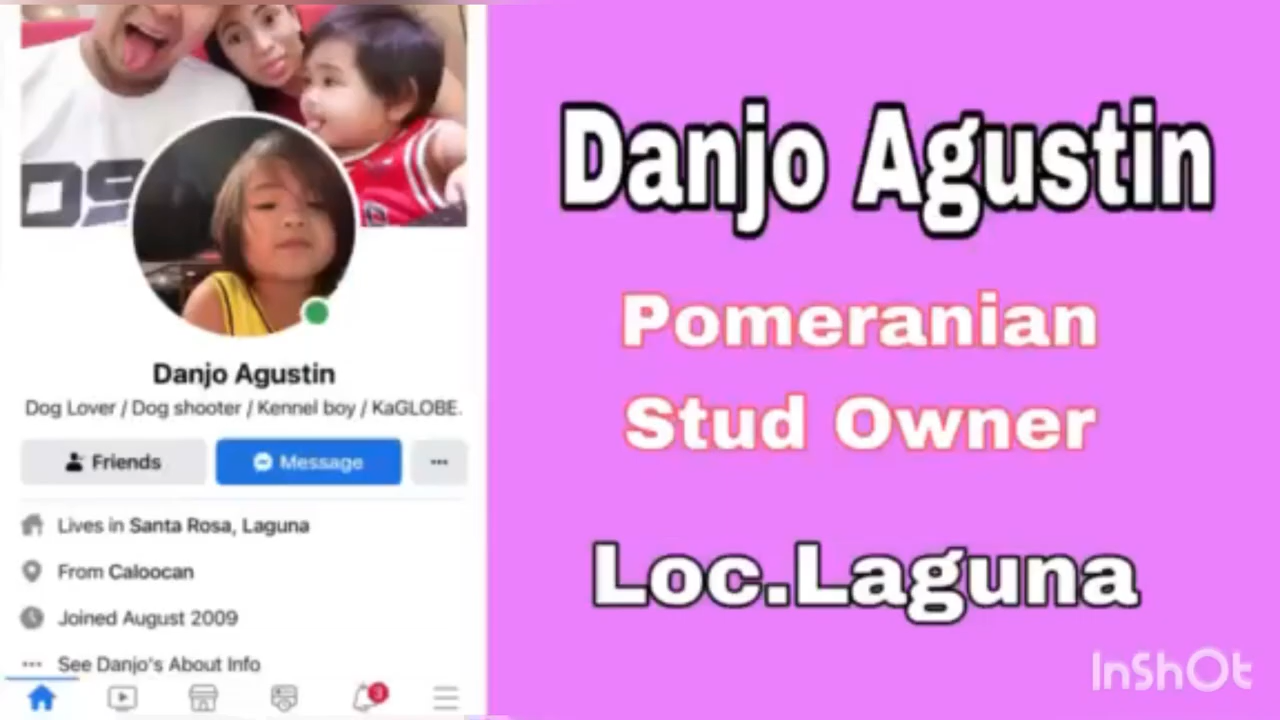 Danjo Agustin
Dog Lover / Dog shooter / Kennel boy / KaGLOBE.
Friends
Message
Lives in Santa Rosa, Laguna
From Caloocan
Joined August 2009
See Danjo's About Info
3
Danjo Agustin
Pomeranian
Stud Owner
Loc.Laguna
InShOt